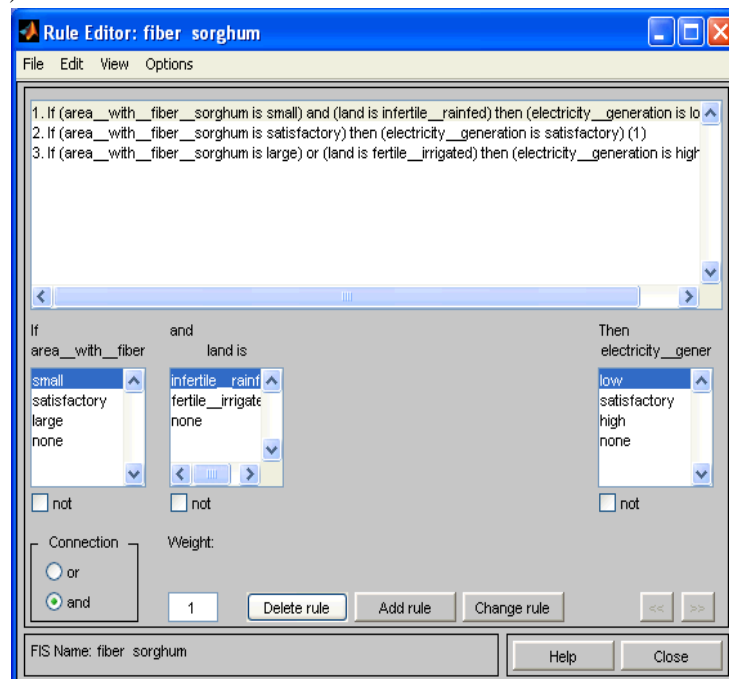 Rule Editor: fiber sorghum
File Edit View Options
1. If (area__with__fiber__sorghum is small) and (land is infertile__rainfed) then (electricity__generation is lo
2. If (area__with__fiber__sorghum is satisfactory) then (electricity__generation is satisfactory) (1)
3. If (area__with__fiber__sorghum is large) or (land is fertile__irrigated) then (electricity__generation is high
If and Then
area__with__fiber land is electricity__gener
small infertile__rainf low
satisfactory fertile__irrigate satisfactory
large none high
none none
not not not
Connection Weight:
or
and 1 Delete rule Add rule Change rule << >>
FIS Name: fiber sorghum Help Close